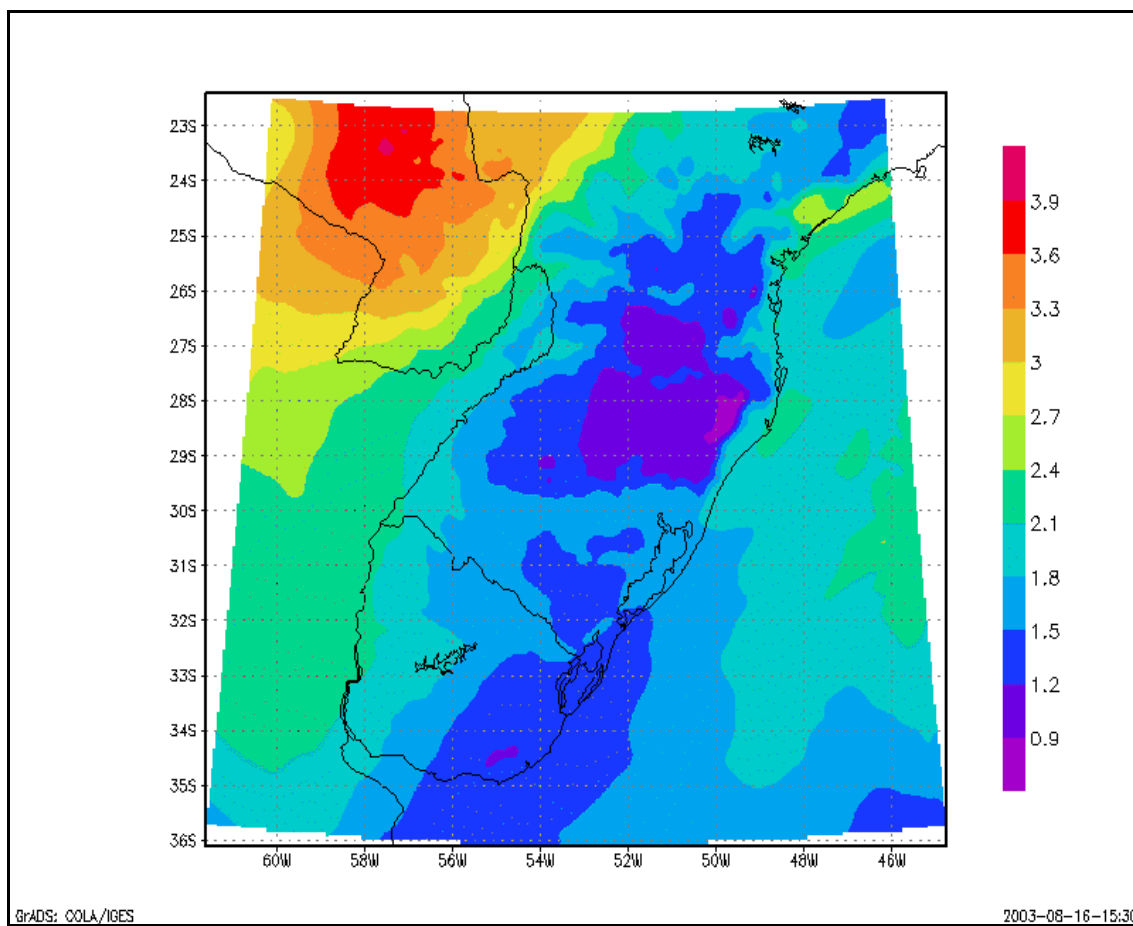 23S
24S
25S
26S
27S
28S
29S
30S
31S
32S
33S
34S
35S
36S
60W 58W 56W 54W 52W 50W 48W 46W
3.9
3.6
3.3
3
2.7
2.4
2.1
1.8
1.5
1.2
0.9
GrADS: COLA/IGES 2003-08-16-15:30